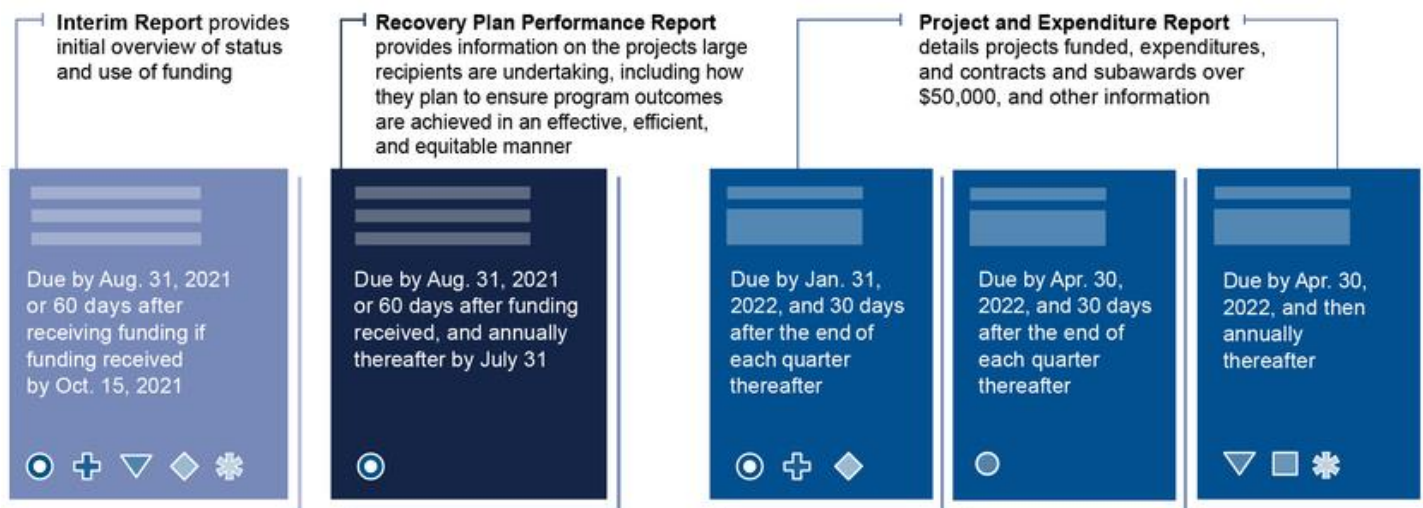 Interim Report provides
initial overview of status
and use of funding
Recovery Plan Performance Report
provides information on the projects large
recipients are undertaking, including how
they plan to ensure program outcomes
are achieved in an effective, efficient,
and equitable manner
Project and Expenditure Report
details projects funded, expenditures,
and contracts and subawards over
$50,000, and other information
Due by Aug. 31, 2021
or 60 days after
receiving funding if
funding received
by Oct. 15, 2021
Due by Aug. 31, 2021
or 60 days after funding
received, and annually
thereafter by July 31
Due by Jan. 31,
2022, and 30 days
after the end of
each quarter
thereafter
Due by Apr. 30,
2022, and 30 days
after the end of
each quarter
thereafter
Due by Apr. 30,
2022, and then
annually
thereafter